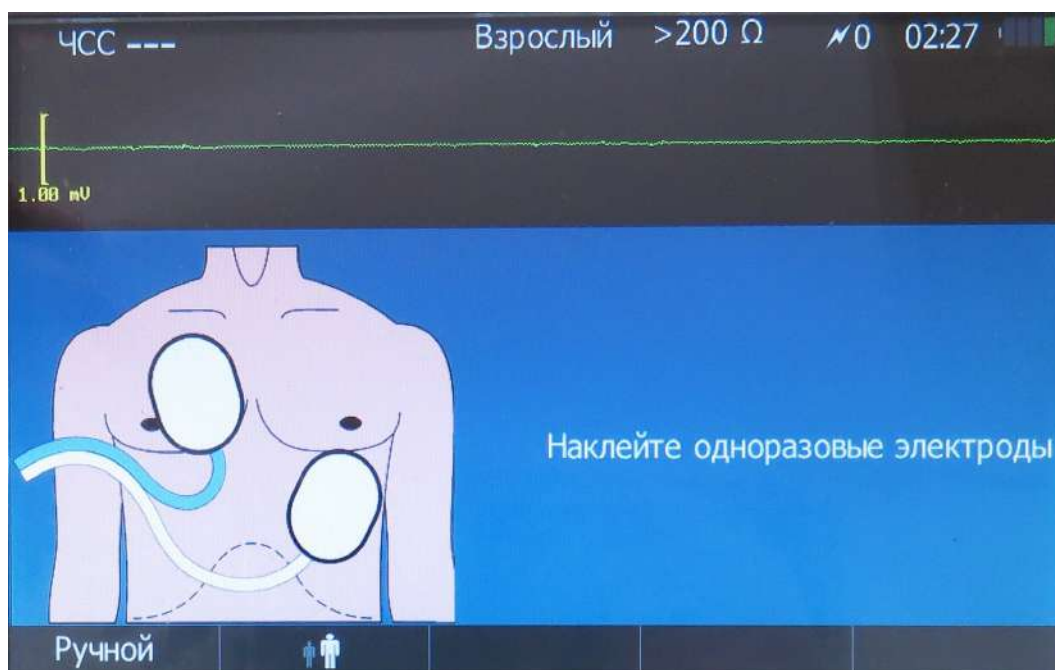 ЧСС ---
Взрослый >200 Ω 0 02:27
1.00 mV
Наклейте одноразовые электроды
Ручной